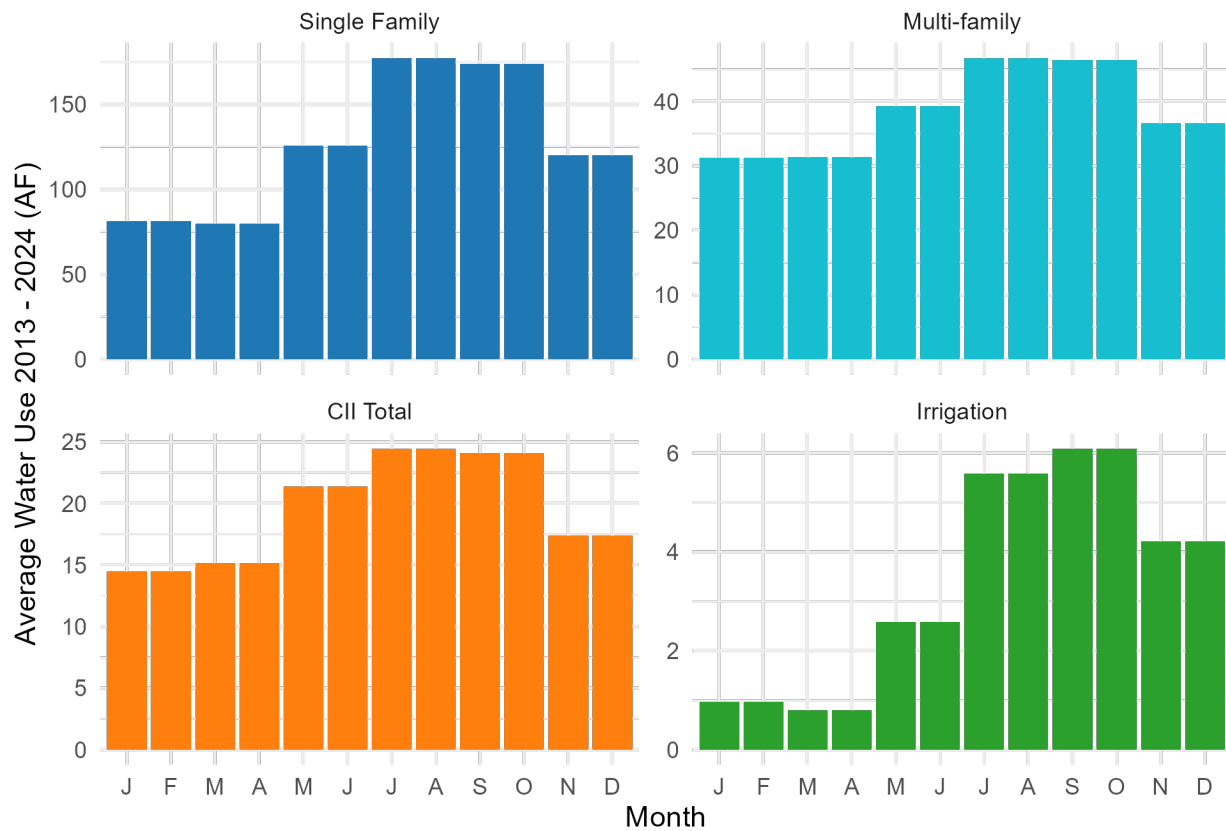 Single Family
Multi-family
150
100
50
0
40
30
20
10
0
Average Water Use 2013 - 2024 (AF)
CII Total
Irrigation
25
20
15
10
5
0
6
4
2
0
J F M A M J J A S O N D
J F M A M J J A S O N D
Month